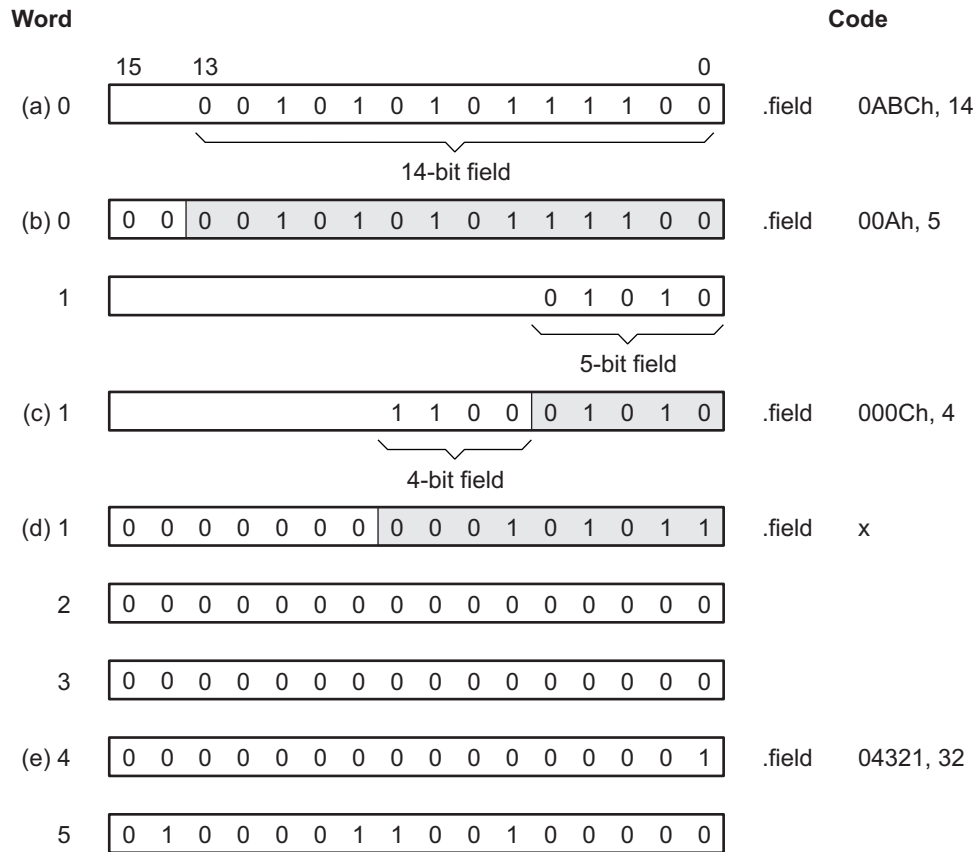 Word Code
15 13 0
(a) 0 0 0 1 0 1 0 1 0 1 1 1 1 0 0 .field 0ABCh, 14
14-bit field
(b) 0 0 0 0 0 1 0 1 0 1 0 1 1 1 1 0 0 .field 00Ah, 5
1 0 1 0 1 0
5-bit field
(c) 1 1 1 0 0 0 1 0 1 0 .field 000Ch, 4
4-bit field
(d) 1 0 0 0 0 0 0 0 0 0 0 1 0 1 0 1 1 .field x
2 0 0 0 0 0 0 0 0 0 0 0 0 0 0 0 0
3 0 0 0 0 0 0 0 0 0 0 0 0 0 0 0 0
(e) 4 0 0 0 0 0 0 0 0 0 0 0 0 0 0 0 1 .field 04321, 32
5 0 1 0 0 0 0 1 1 0 0 1 0 0 0 0 0